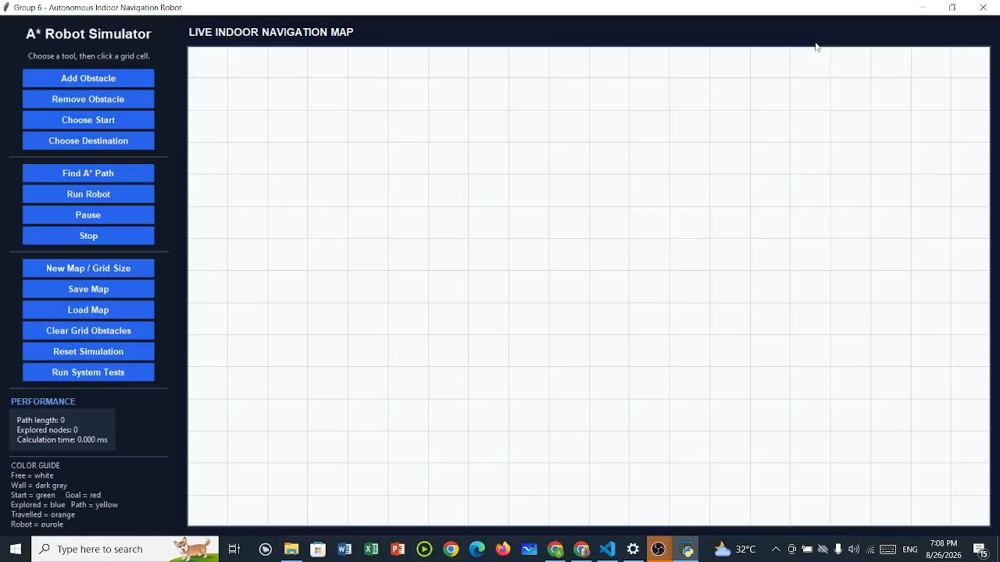 Group 6 - Autonomous Indoor Navigation Robot
A* Robot Simulator
LIVE INDOOR NAVIGATION MAP
Choose a tool, then click a grid cell.
Add Obstacle
Remove Obstacle
Choose Start
Choose Destination
Find A* Path
Run Robot
Pause
Stop
New Map / Grid Size
Save Map
Load Map
Clear Grid Obstacles
Reset Simulation
Run System Tests
PERFORMANCE
Path length: 0
Explored nodes: 0
Calculation time: 0.000 ms
COLOR GUIDE
Free = white
Wall = dark gray
Start = green Goal = red
Explored = blue Path = yellow
Travelled = orange
Robot = purple
Type here to search
32°C
7:08 PM
8/26/2026
15